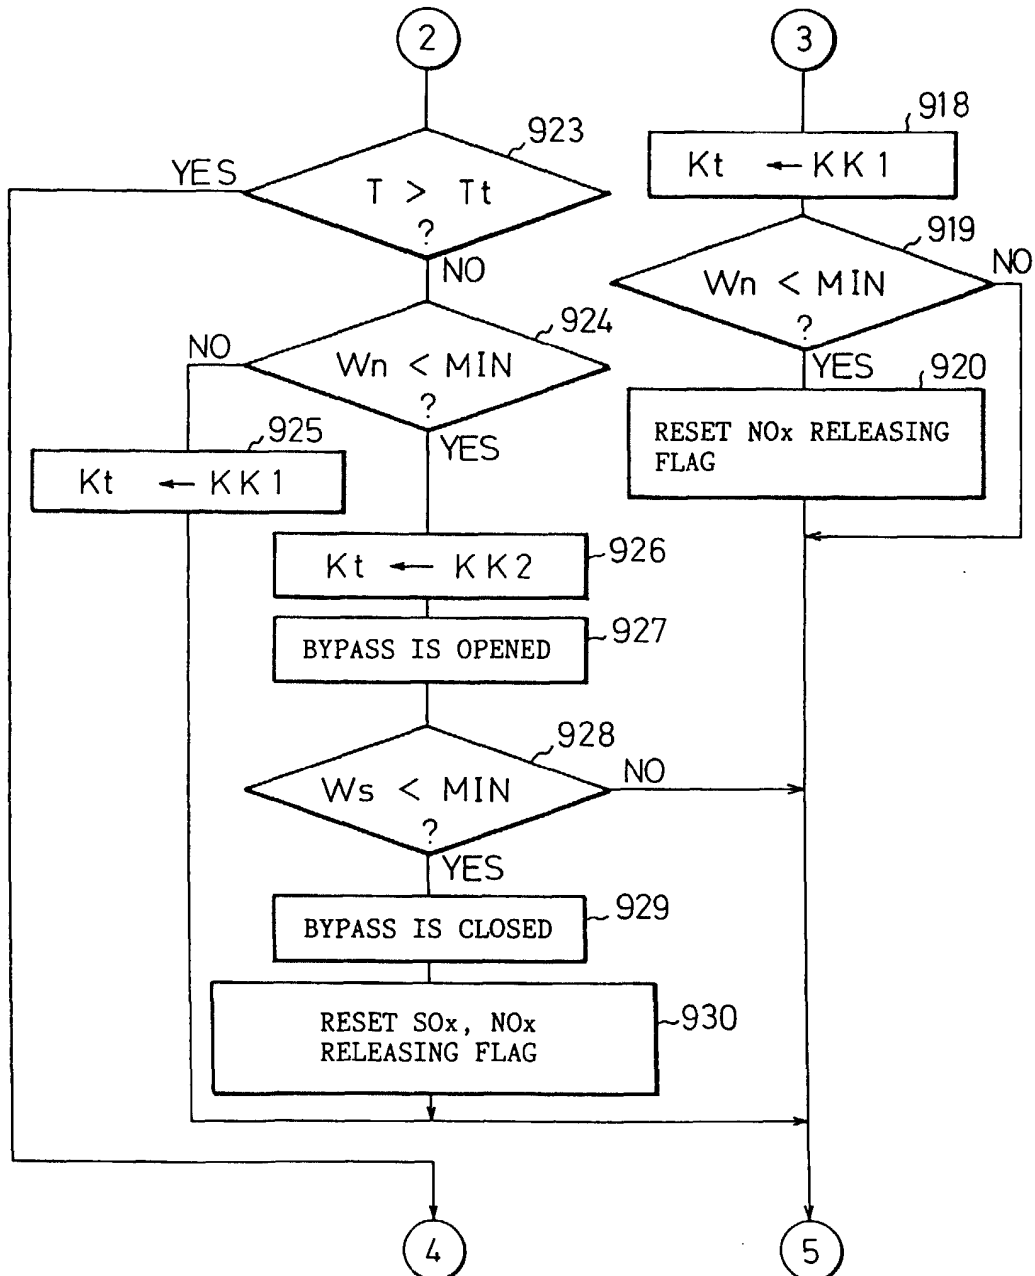 2
3
918
Kt ← KK1
923
YES
T > Tt
?
NO
919
Wn < MIN
?
NO
YES
924
NO
Wn < MIN
?
YES
920
RESET NOx RELEASING
FLAG
925
Kt ← KK1
926
Kt ← KK2
927
BYPASS IS OPENED
928
Ws < MIN
?
NO
YES
929
BYPASS IS CLOSED
930
RESET SOx, NOx
RELEASING FLAG
4
5